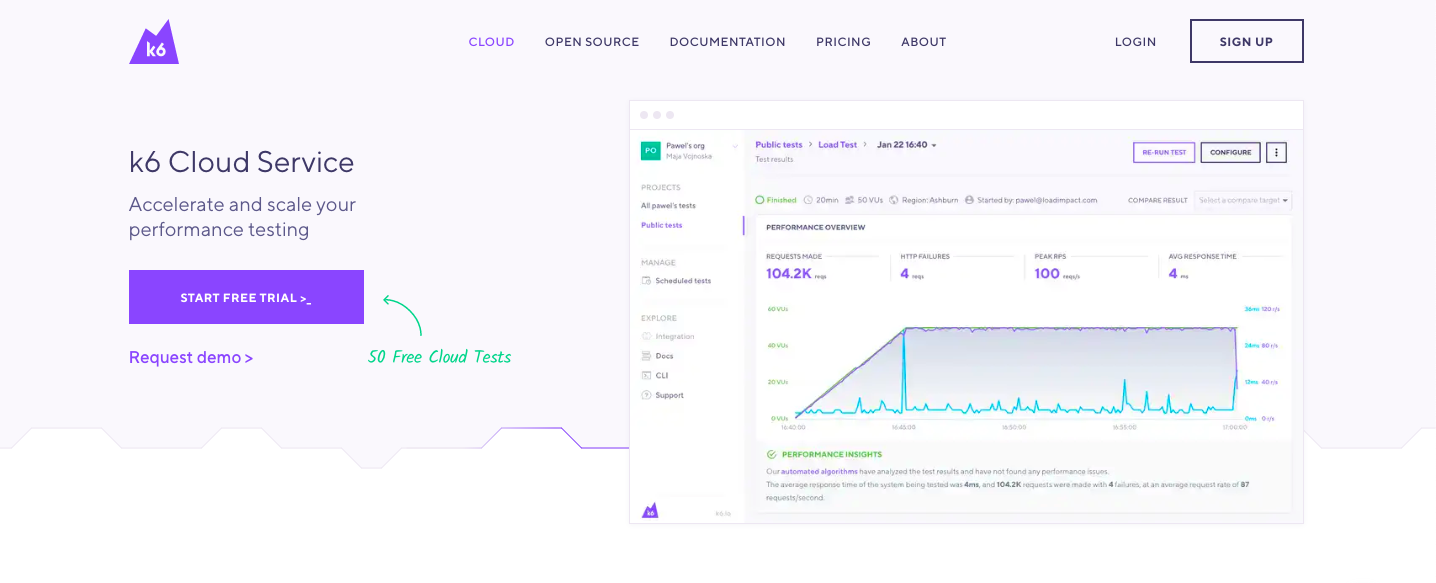 k6
CLOUD OPEN SOURCE DOCUMENTATION PRICING ABOUT
LOGIN SIGN UP
k6 Cloud Service
Accelerate and scale your
performance testing
START FREE TRIAL >_
Request demo >
50 Free Cloud Tests
PO Pawel's org
Maja Vojnoska
PROJECTS
All pawel's tests
Public tests
MANAGE
Scheduled tests
EXPLORE
Integration
Docs
CLI
Support
k6
k6.io
Public tests > Load Test > Jan 22 16:40
Test results
RE-RUN TEST CONFIGURE
Finished 20min 50 VUs Region: Ashburn Started by: pawel@loadimpact.com COMPARE RESULT Select a compare target
PERFORMANCE OVERVIEW
REQUESTS MADE HTTP FAILURES PEAK RPS AVG RESPONSE TIME
104.2K reqs 4 reqs 100 reqs/s 4 ms
60 VUs 36ms 120 r/s
40 VUs 24ms 80 r/s
20 VUs 12ms 40 r/s
0 VUs 0ms 0 r/s
16:40:00 16:45:00 16:50:00 16:55:00 17:00:00
PERFORMANCE INSIGHTS
Our automated algorithms have analyzed the test results and have not found any performance issues.
The average response time of the system being tested was 4ms, and 104.2K requests were made with 4 failures, at an average request rate of 87
requests/second.